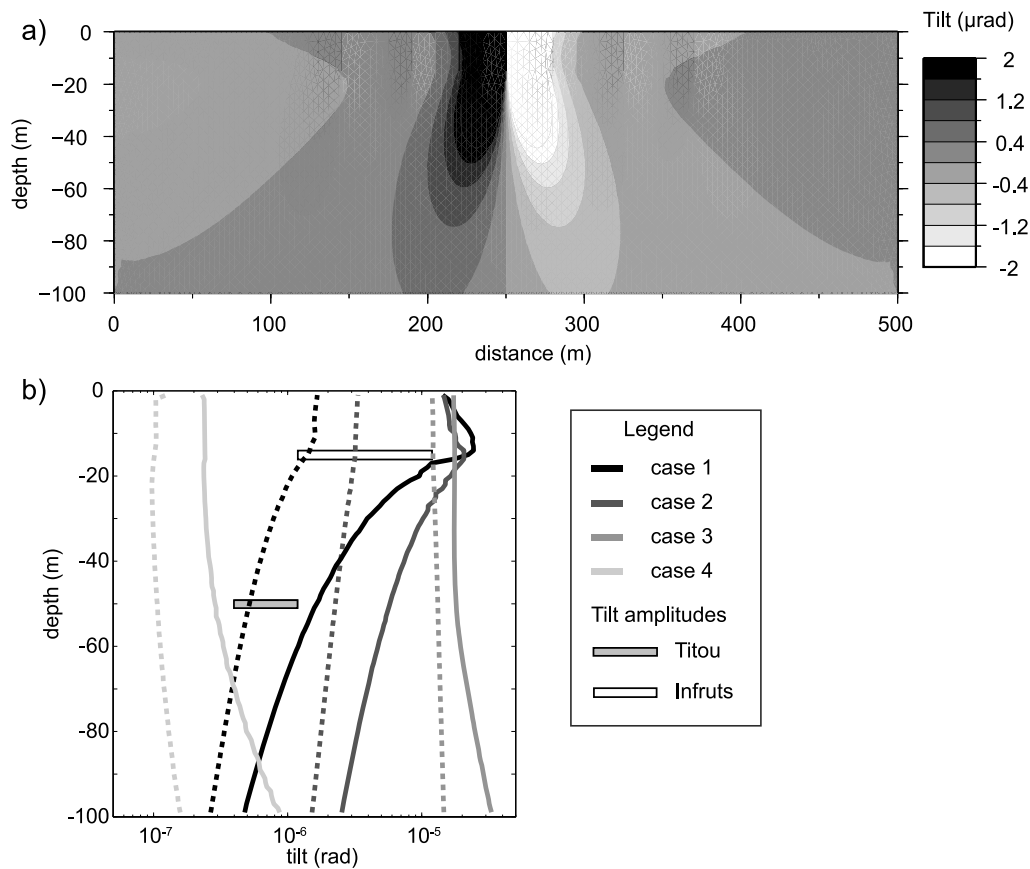 a)
Tilt (µrad)
0
−20
−40
−60
−80
−100
depth (m)
0
100
200
300
400
500
distance (m)
2
1.2
0.4
-0.4
-1.2
-2
b)
0
-20
-40
-60
-80
-100
depth (m)
10-7
10-6
10-5
tilt (rad)
Legend
case 1
case 2
case 3
case 4
Tilt amplitudes
Titou
Infruts